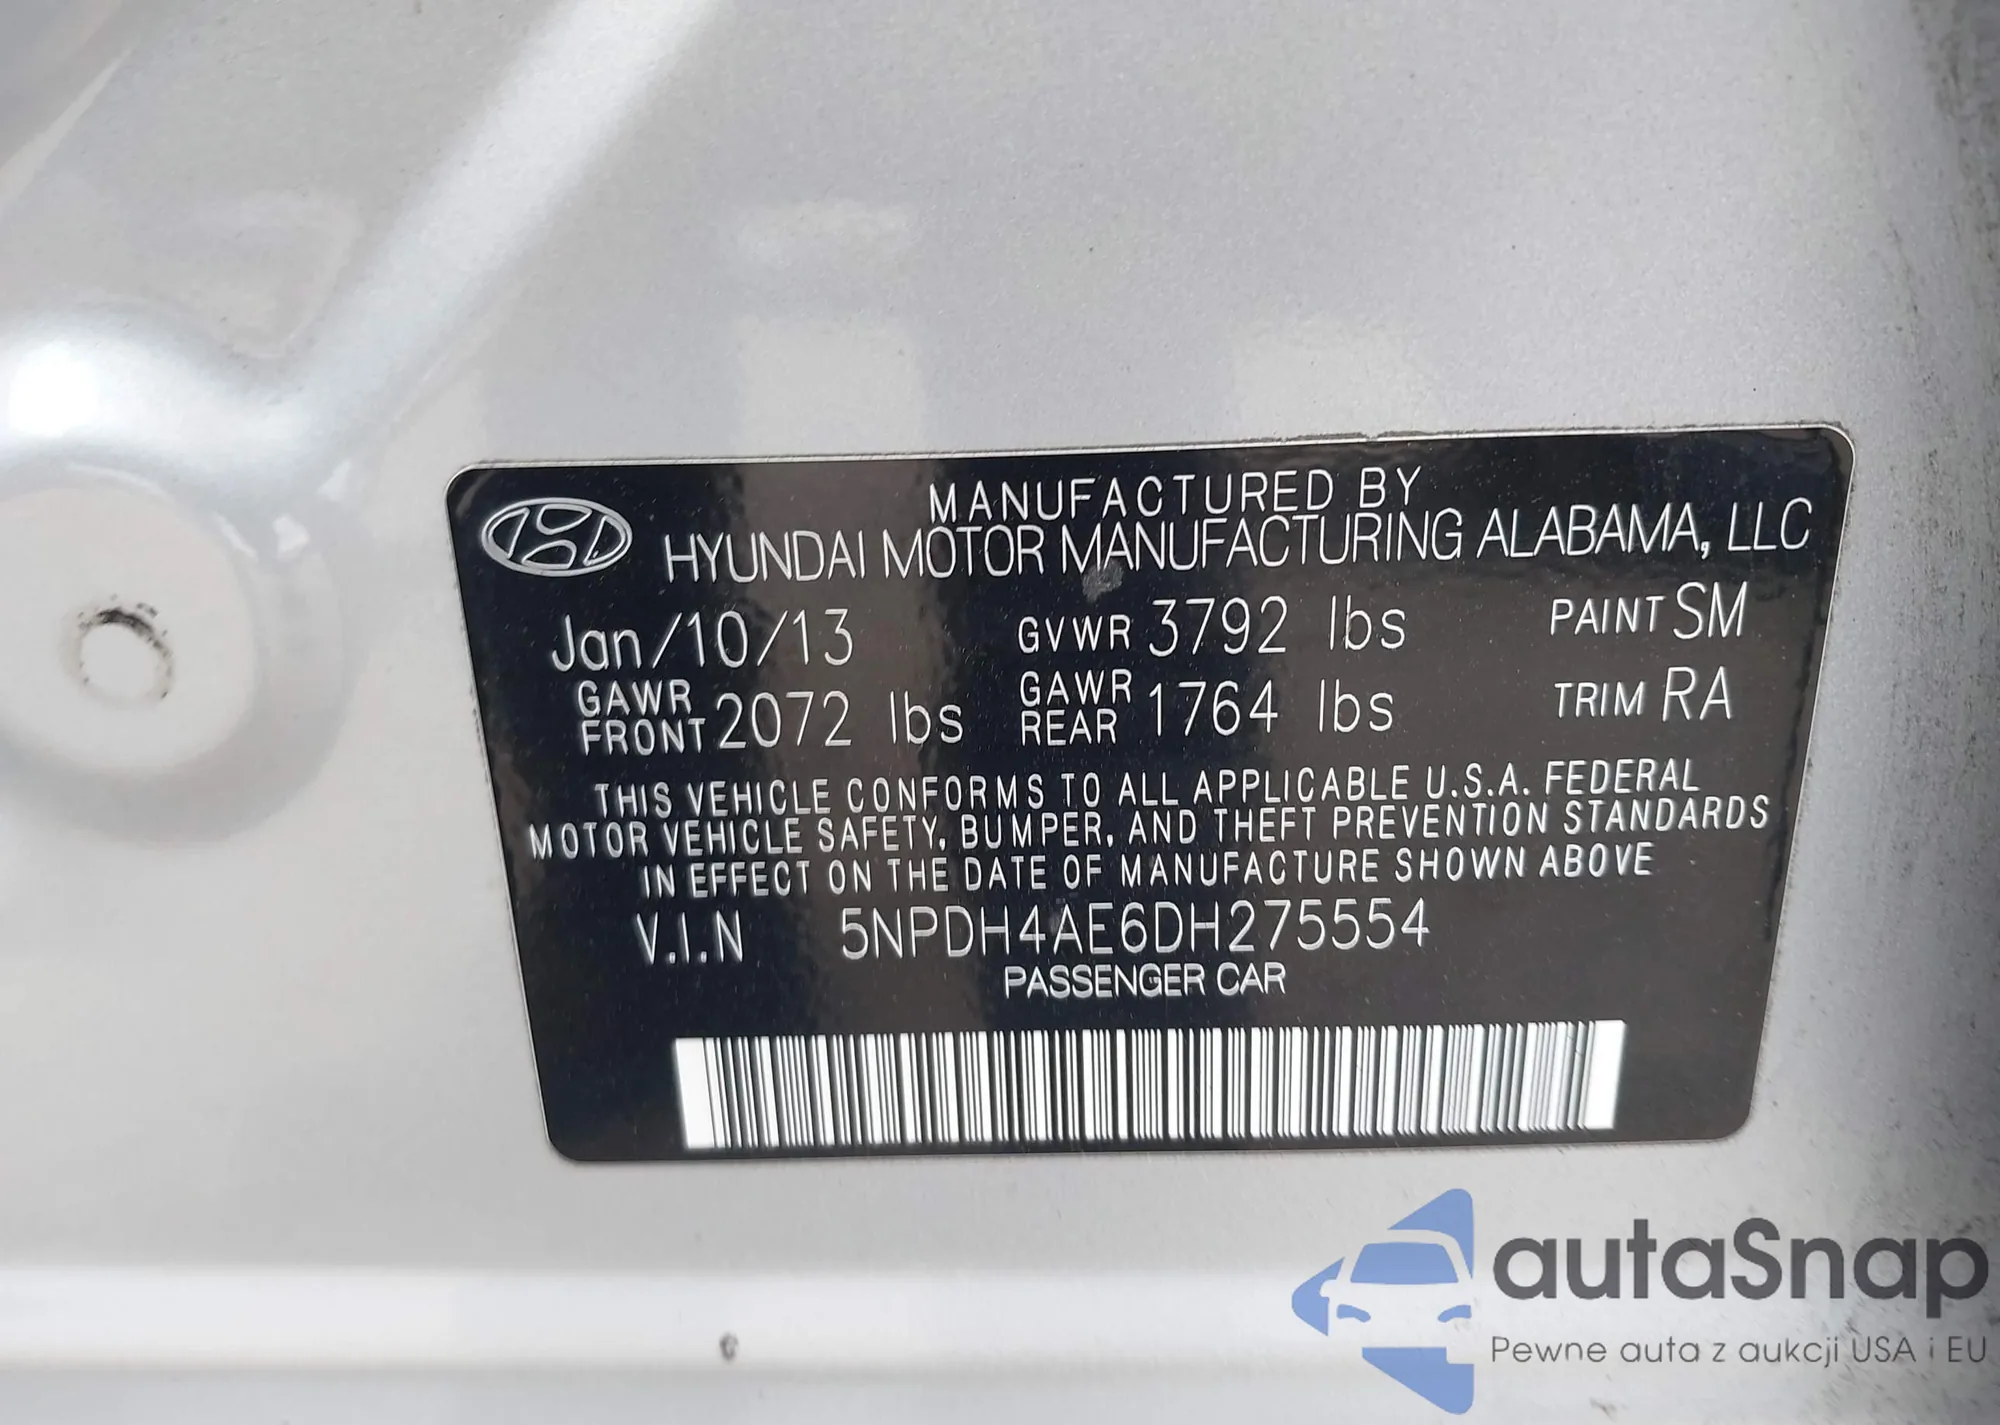 MANUFACTURED BY
HYUNDAI MOTOR MANUFACTURING ALABAMA, LLC
Jan/10/13 GVWR 3792 lbs PAINT SM
GAWR FRONT 2072 lbs GAWR REAR 1764 lbs TRIM RA
THIS VEHICLE CONFORMS TO ALL APPLICABLE U.S.A. FEDERAL
MOTOR VEHICLE SAFETY, BUMPER, AND THEFT PREVENTION STANDARDS
IN EFFECT ON THE DATE OF MANUFACTURE SHOWN ABOVE
V.I.N 5NPDH4AE6DH275554
PASSENGER CAR
autaSnap
Pewne auta z aukcji USA i EU